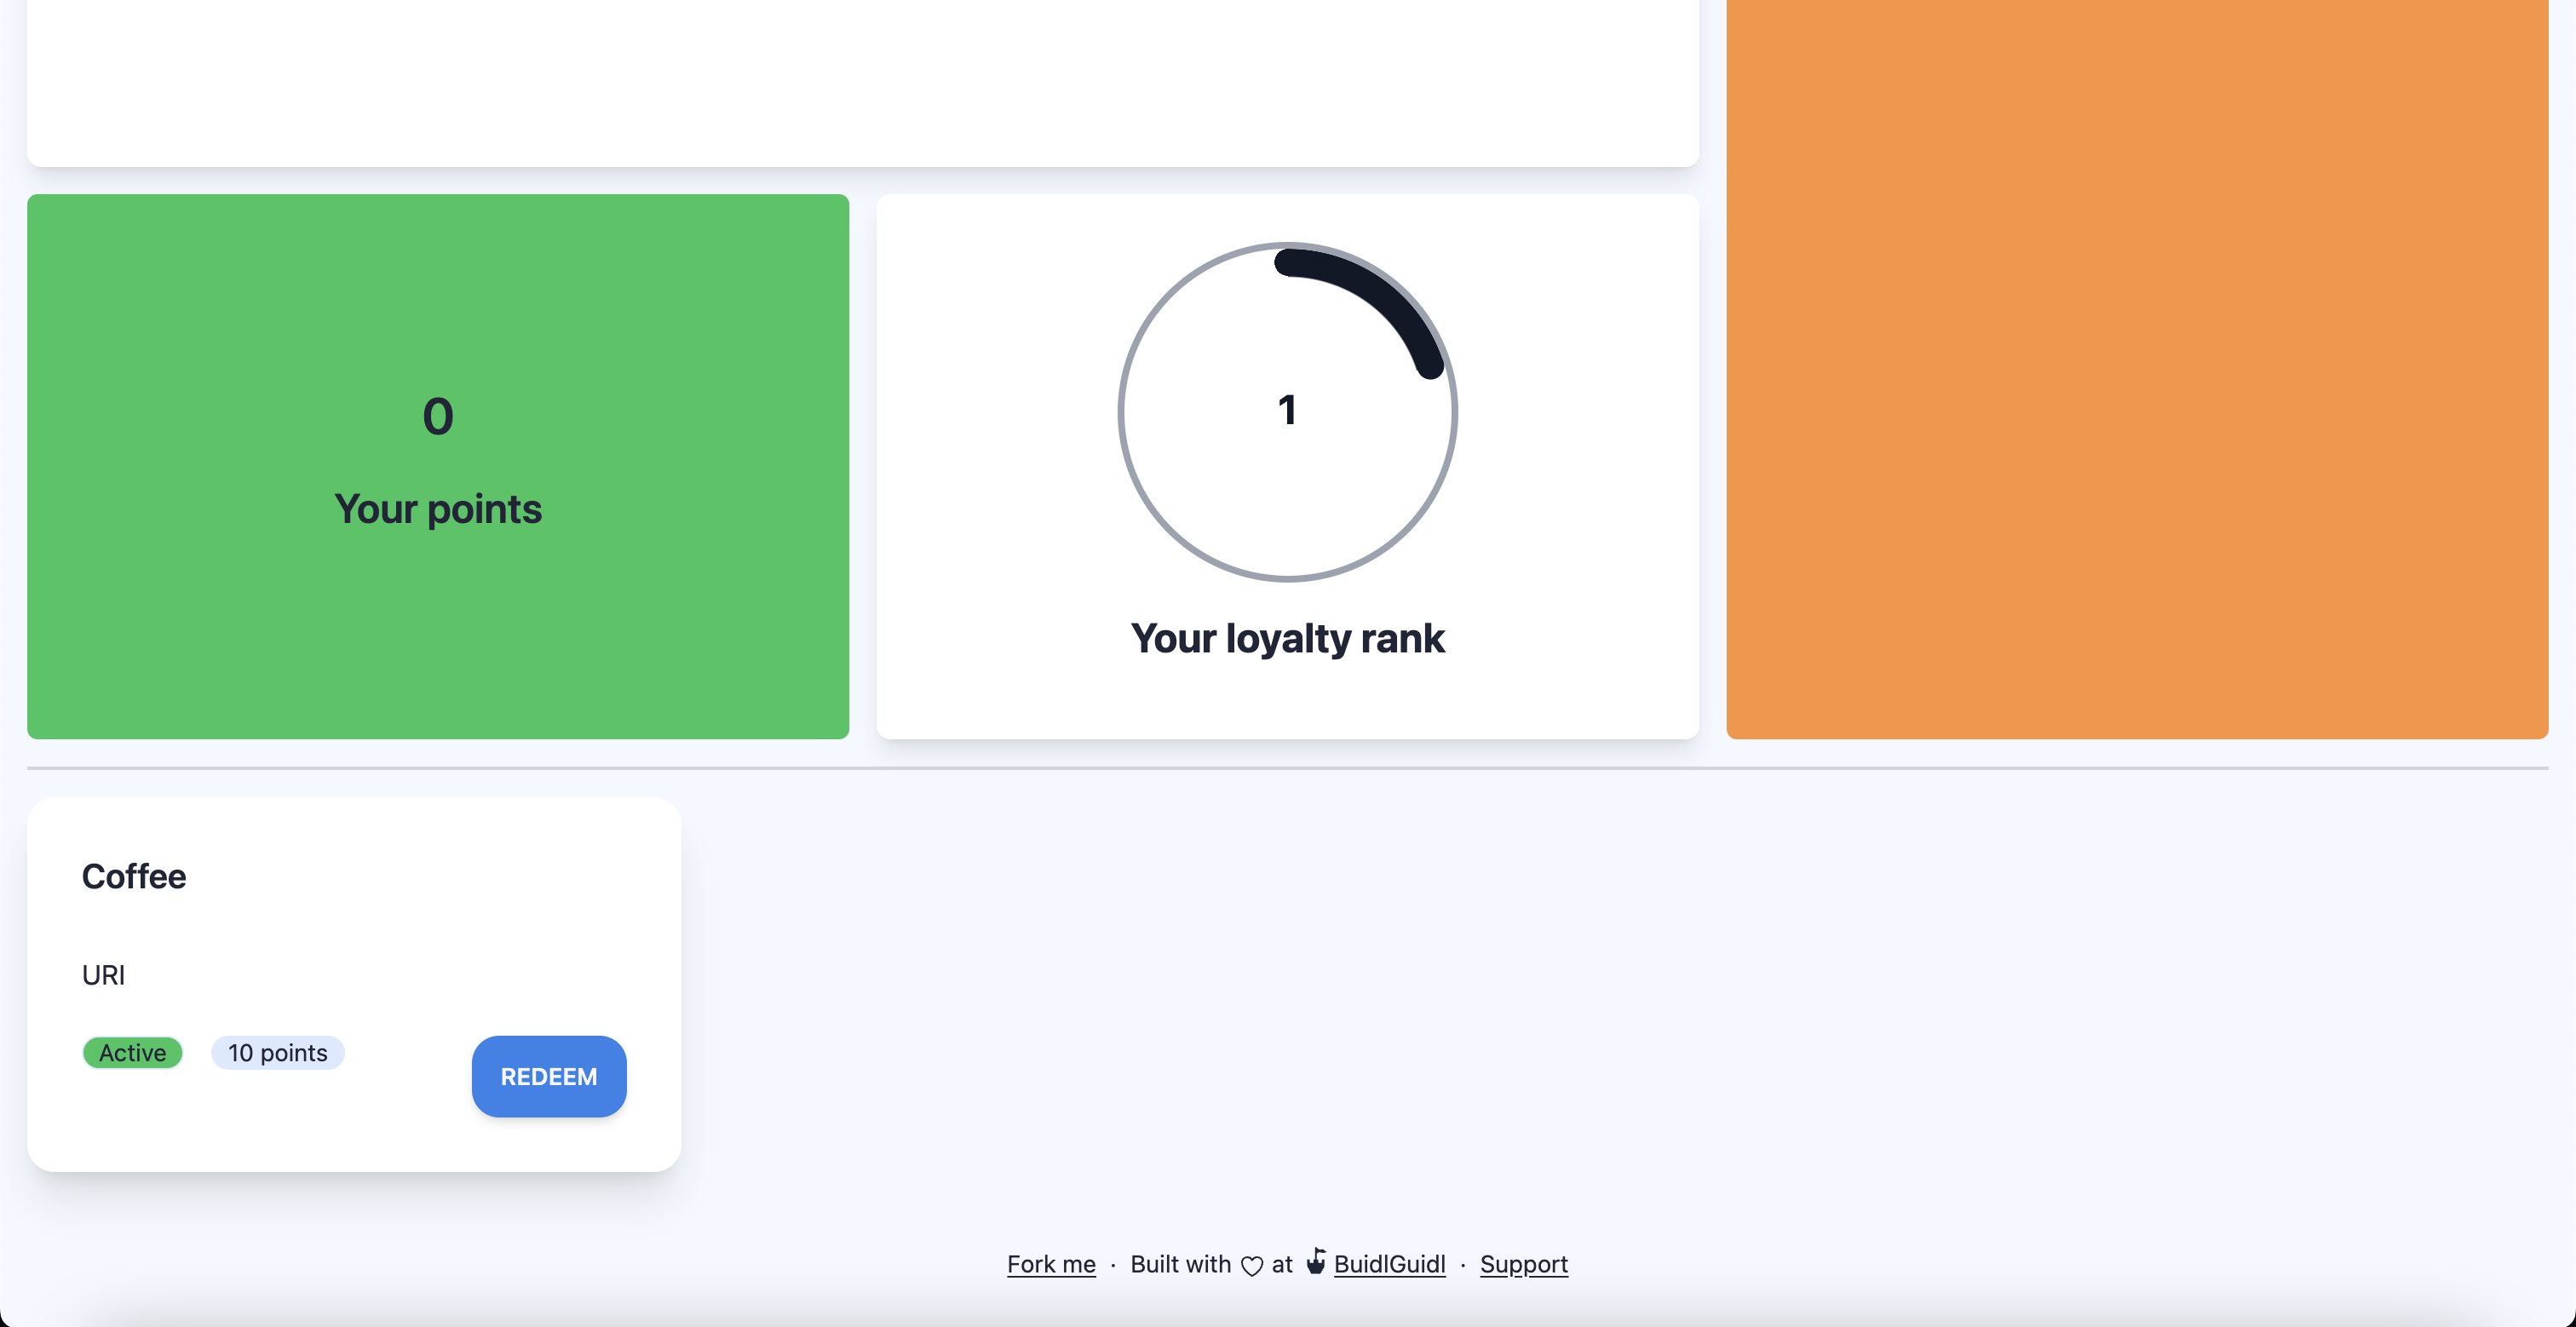 0
Your points
1
Your loyalty rank
Coffee
URI
Active
10 points
REDEEM
Fork me · Built with ♡ at BuidlGuidl · Support